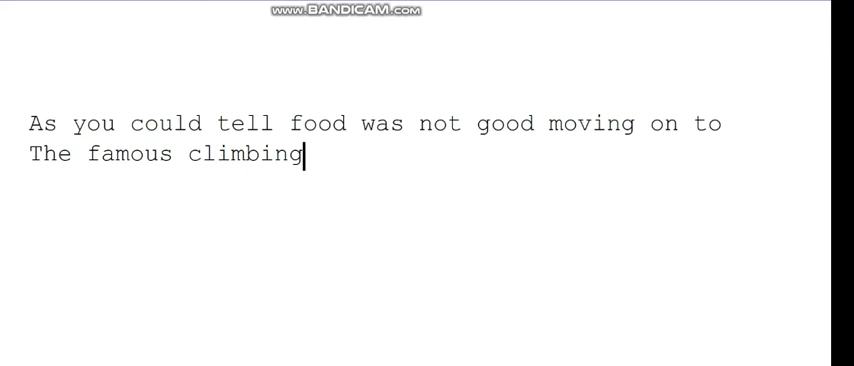 www.BANDICAM.com
As you could tell food was not good moving on to
The famous climbing